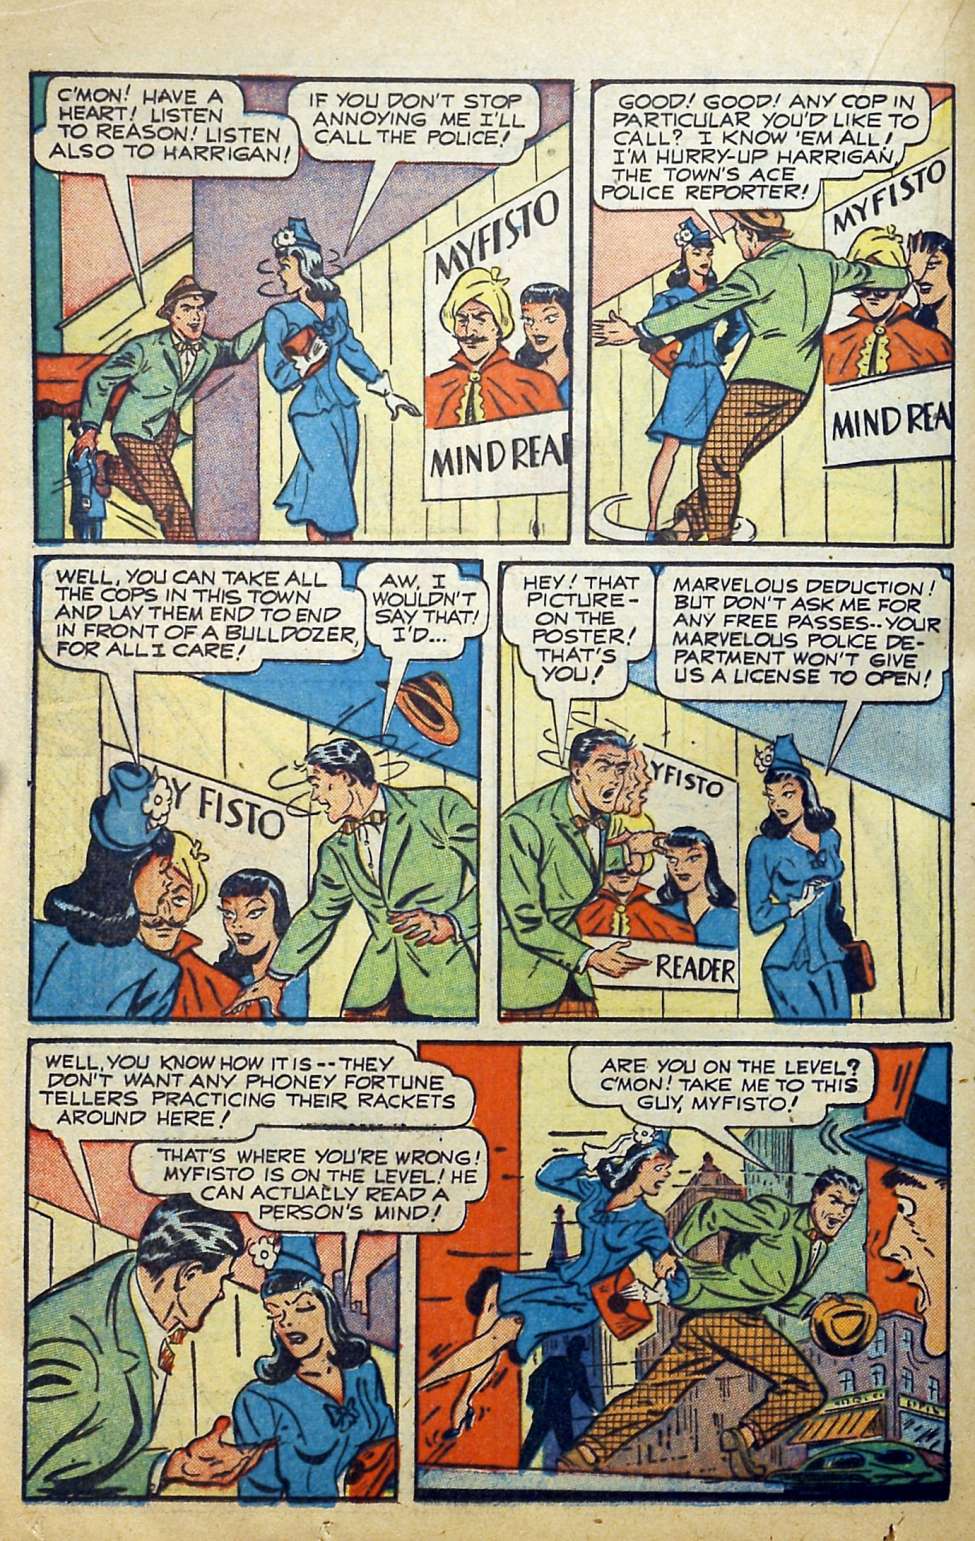 C'MON! HAVE A
HEART! LISTEN
TO REASON! LISTEN
ALSO TO HARRIGAN!
IF YOU DON'T STOP
ANNOYING ME I'LL
CALL THE POLICE!
MYFISTO
MIND REA
GOOD! GOOD! ANY COP IN
PARTICULAR YOU'D LIKE TO
CALL? I KNOW 'EM ALL!
I'M HURRY-UP HARRIGAN,
THE TOWN'S ACE
POLICE REPORTER!
MYFISTO
MIND REA
WELL, YOU CAN TAKE ALL
THE COPS IN THIS TOWN
AND LAY THEM END TO END
IN FRONT OF A BULLDOZER,
FOR ALL I CARE!
AW, I
WOULDN'T
SAY THAT!
I'D...
Y FISTO
HEY! THAT
PICTURE-
ON THE
POSTER!
THAT'S
YOU!
MARVELOUS DEDUCTION!
BUT DON'T ASK ME FOR
ANY FREE PASSES--YOUR
MARVELOUS POLICE DE-
PARTMENT WON'T GIVE
US A LICENSE TO OPEN!
YFISTO
READER
WELL, YOU KNOW HOW IT IS--THEY
DON'T WANT ANY PHONEY FORTUNE
TELLERS PRACTICING THEIR RACKETS
AROUND HERE!
THAT'S WHERE YOU'RE WRONG!
MYFISTO IS ON THE LEVEL! HE
CAN ACTUALLY READ A
PERSON'S MIND!
ARE YOU ON THE LEVEL?
C'MON! TAKE ME TO THIS
GUY, MYFISTO!